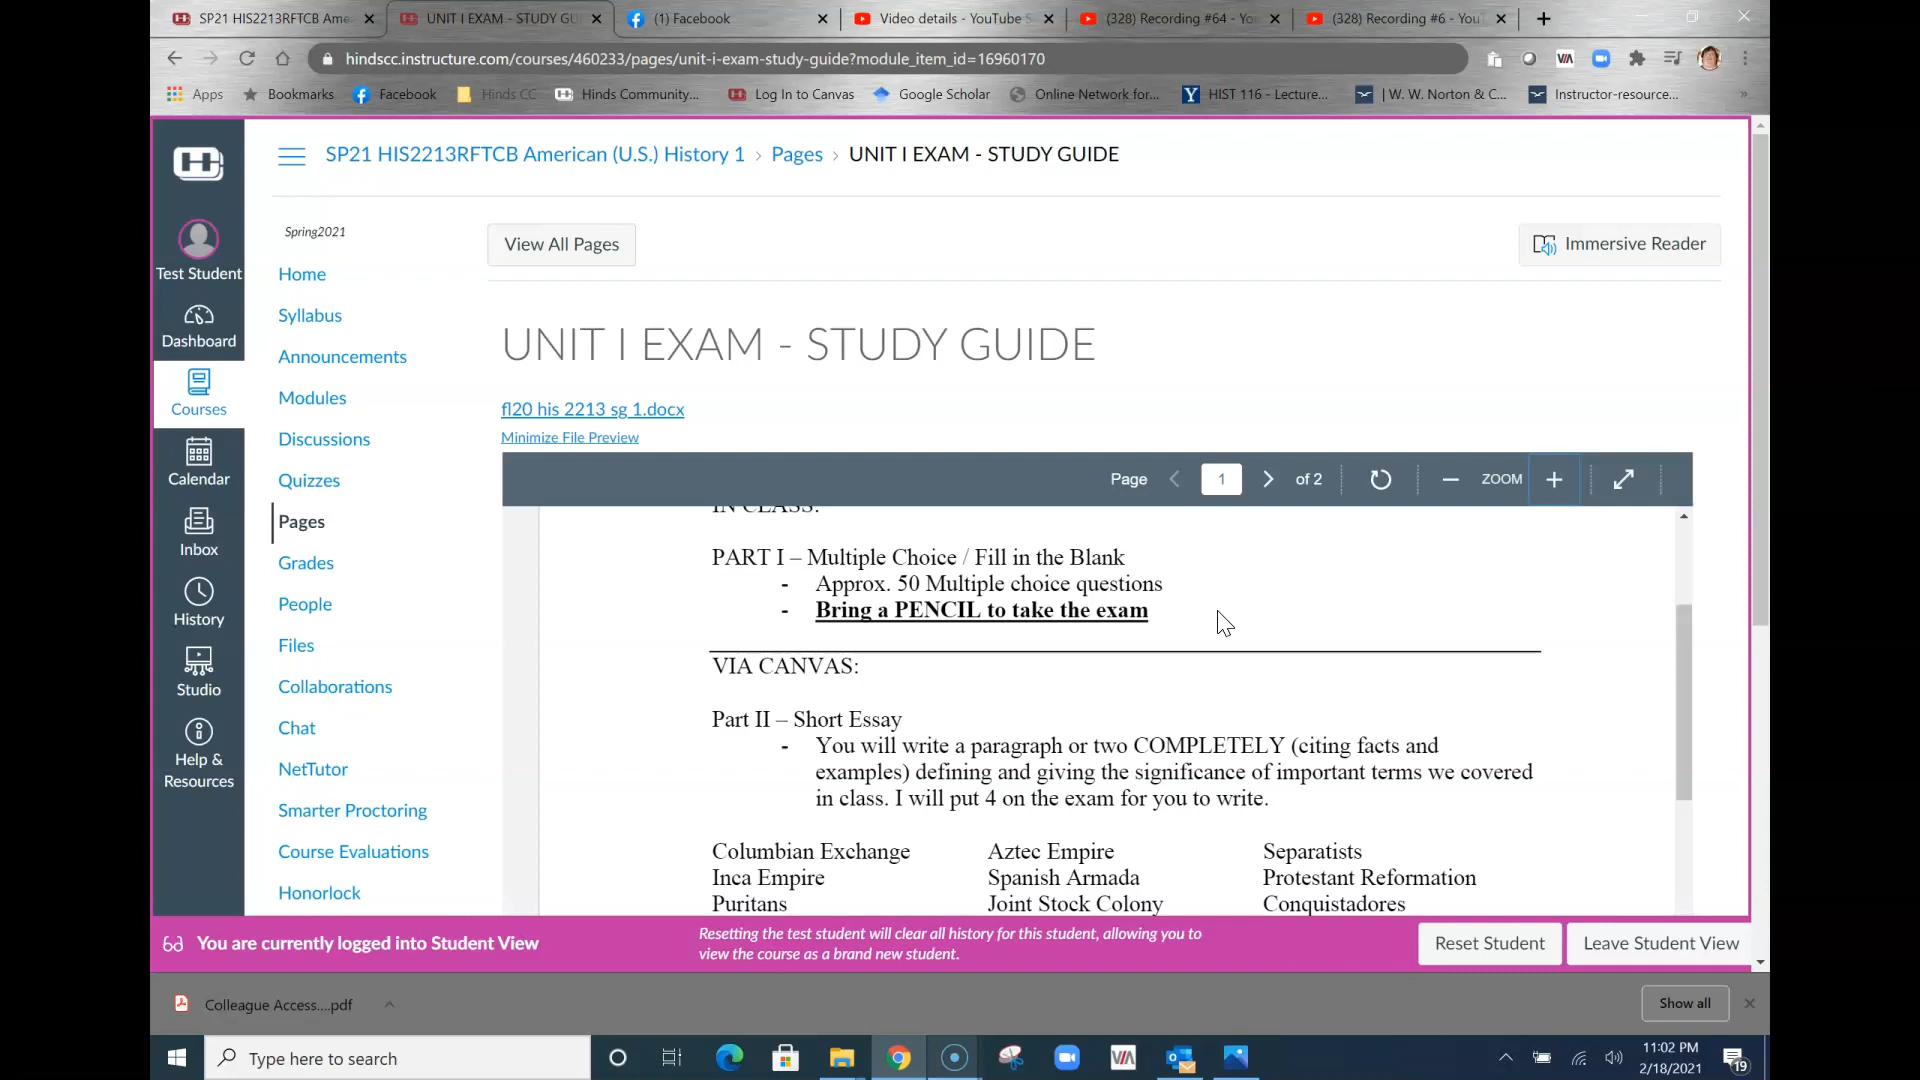 SP21 HIS2213RFTCB Ame
UNIT I EXAM - STUDY GU
(1) Facebook
Video details - YouTube S
(328) Recording #64 - Yo
(328) Recording #6 - YouT
hindscc.instructure.com/courses/460233/pages/unit-i-exam-study-guide?module_item_id=16960170
Apps
Bookmarks
Facebook
Hinds CC
Hinds Community...
Log In to Canvas
Google Scholar
Online Network for...
HIST 116 - Lecture...
| W. W. Norton & C...
Instructor-resource...
»
SP21 HIS2213RFTCB American (U.S.) History 1 › Pages › UNIT I EXAM - STUDY GUIDE
Test Student
Dashboard
Courses
Calendar
Inbox
History
Studio
Help &
Resources
Spring2021
Home
Syllabus
Announcements
Modules
Discussions
Quizzes
Pages
Grades
People
Files
Collaborations
Chat
NetTutor
Smarter Proctoring
Course Evaluations
Honorlock
View All Pages
Immersive Reader
UNIT I EXAM - STUDY GUIDE
fl20 his 2213 sg 1.docx
Minimize File Preview
Page 1 of 2 ZOOM
IN CLASS:
PART I – Multiple Choice / Fill in the Blank
- Approx. 50 Multiple choice questions
- Bring a PENCIL to take the exam
VIA CANVAS:
Part II – Short Essay
- You will write a paragraph or two COMPLETELY (citing facts and
examples) defining and giving the significance of important terms we covered
in class. I will put 4 on the exam for you to write.
Columbian Exchange Aztec Empire Separatists
Inca Empire Spanish Armada Protestant Reformation
Puritans Joint Stock Colony Conquistadores
You are currently logged into Student View
Resetting the test student will clear all history for this student, allowing you to
view the course as a brand new student.
Reset Student
Leave Student View
Colleague Access....pdf
Show all
Type here to search
VIA
11:02 PM
2/18/2021
19